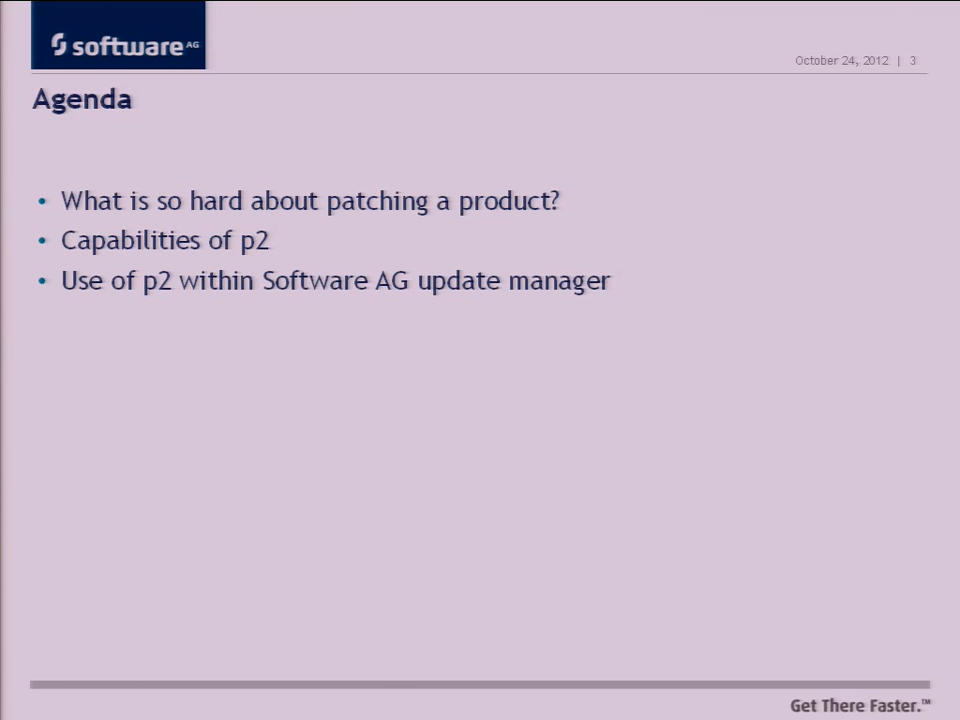 software AG
October 24, 2012 | 3
Agenda
• What is so hard about patching a product?
• Capabilities of p2
• Use of p2 within Software AG update manager
Get There Faster.™